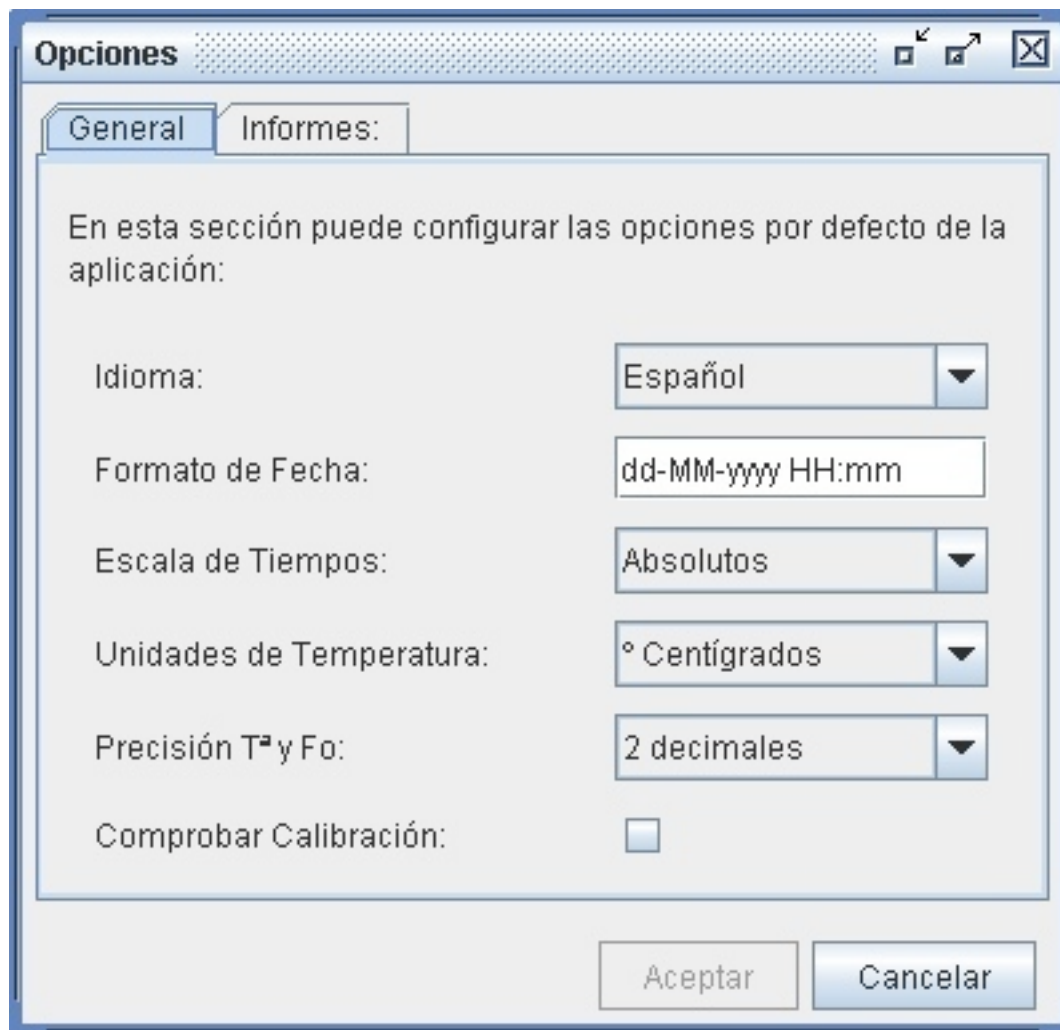 Opciones
General
Informes:
En esta sección puede configurar las opciones por defecto de la
aplicación:
Idioma:
Español
Formato de Fecha:
dd-MM-yyyy HH:mm
Escala de Tiempos:
Absolutos
Unidades de Temperatura:
º Centígrados
Precisión Tª y Fo:
2 decimales
Comprobar Calibración:
Aceptar
Cancelar